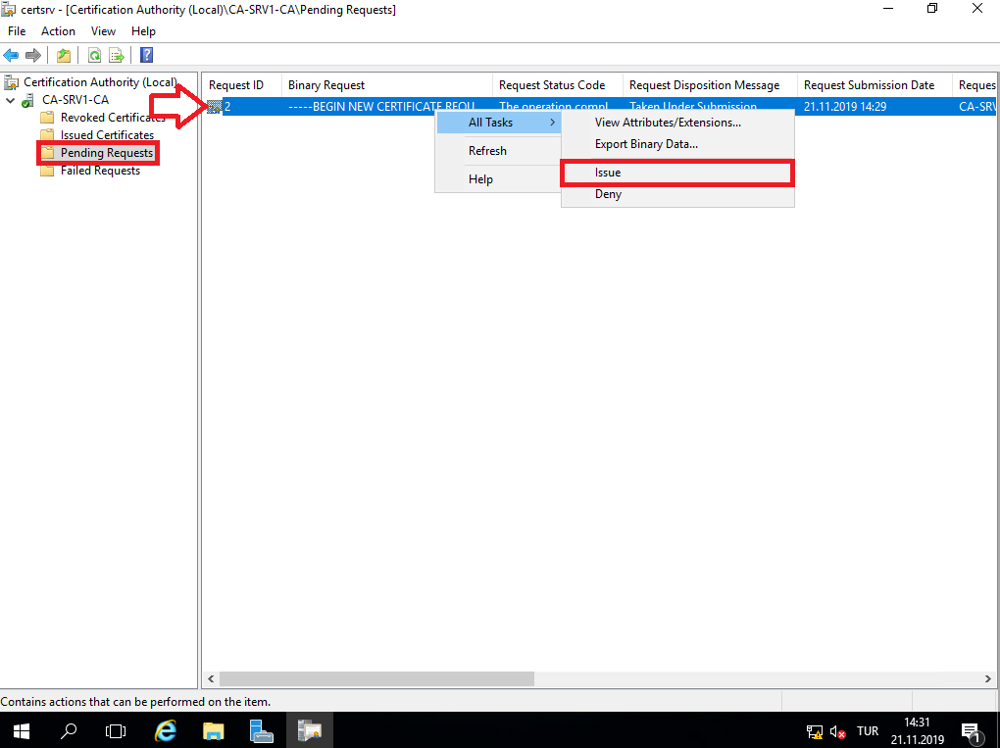 certsrv - [Certification Authority (Local)\CA-SRV1-CA\Pending Requests]
File Action View Help
Certification Authority (Local)
CA-SRV1-CA
Revoked Certificates
Issued Certificates
Pending Requests
Failed Requests
Request ID Binary Request Request Status Code Request Disposition Message Request Submission Date Reques
2 -----BEGIN NEW CERTIFICATE REQU... The operation compl... Taken Under Submission 21.11.2019 14:29 CA-SRV
All Tasks
Refresh
Help
View Attributes/Extensions...
Export Binary Data...
Issue
Deny
Contains actions that can be performed on the item.
TUR
14:31
21.11.2019
1